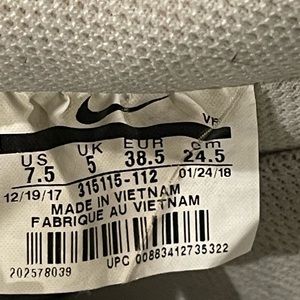 VF
US UK EUR cm
7.5 5 38.5 24.5
12/19/17 315115-112 01/24/18
MADE IN VIETNAM
FABRIQUE AU VIETNAM
UPC 00883412735322
202578039